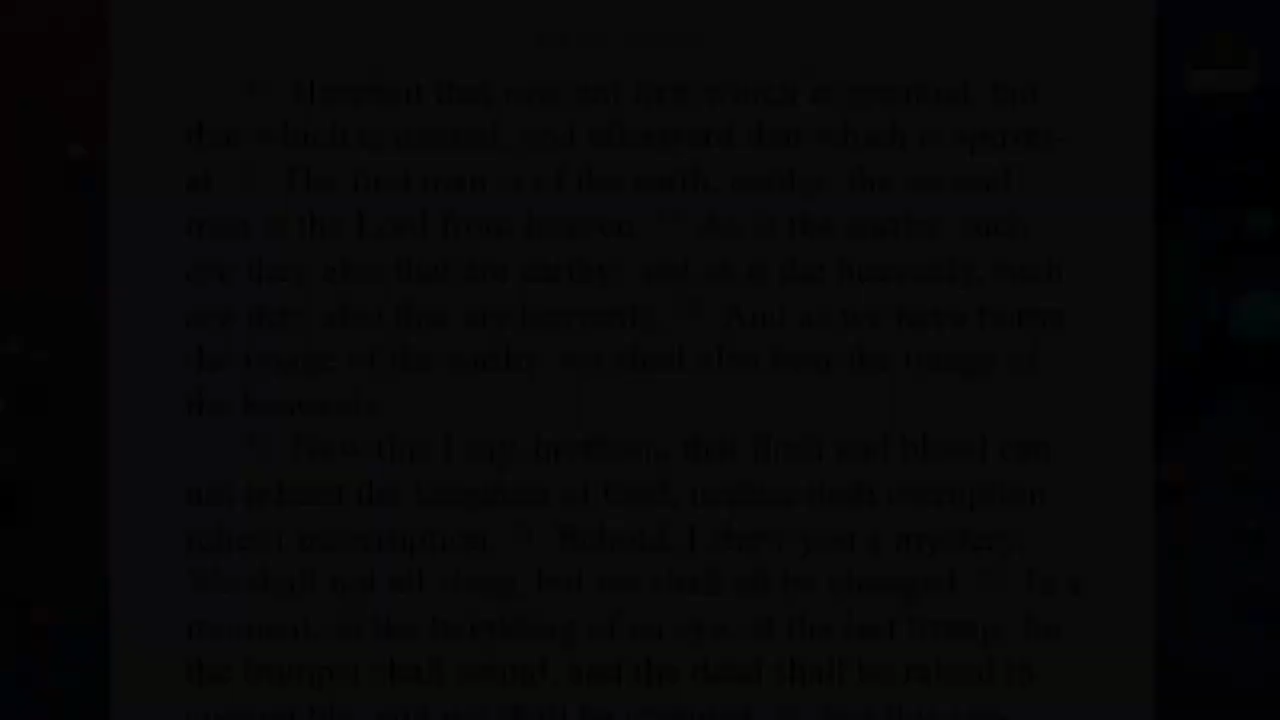 Howbeit that was not first which is spiritual, but
that which is natural; and afterward that which is spiritu-
al. The first man is of the earth, earthy: the second
man is the Lord from heaven. As is the earthy, such
are they also that are earthy: and as is the heavenly, such
are they also that are heavenly. And as we have borne
the image of the earthy, we shall also bear the image of
the heavenly.
Now this I say, brethren, that flesh and blood can
not inherit the kingdom of God; neither doth corruption
inherit incorruption. Behold, I shew you a mystery;
We shall not all sleep, but we shall all be changed, In a
moment, in the twinkling of an eye, at the last trump: for
the trumpet shall sound, and the dead shall be raised in